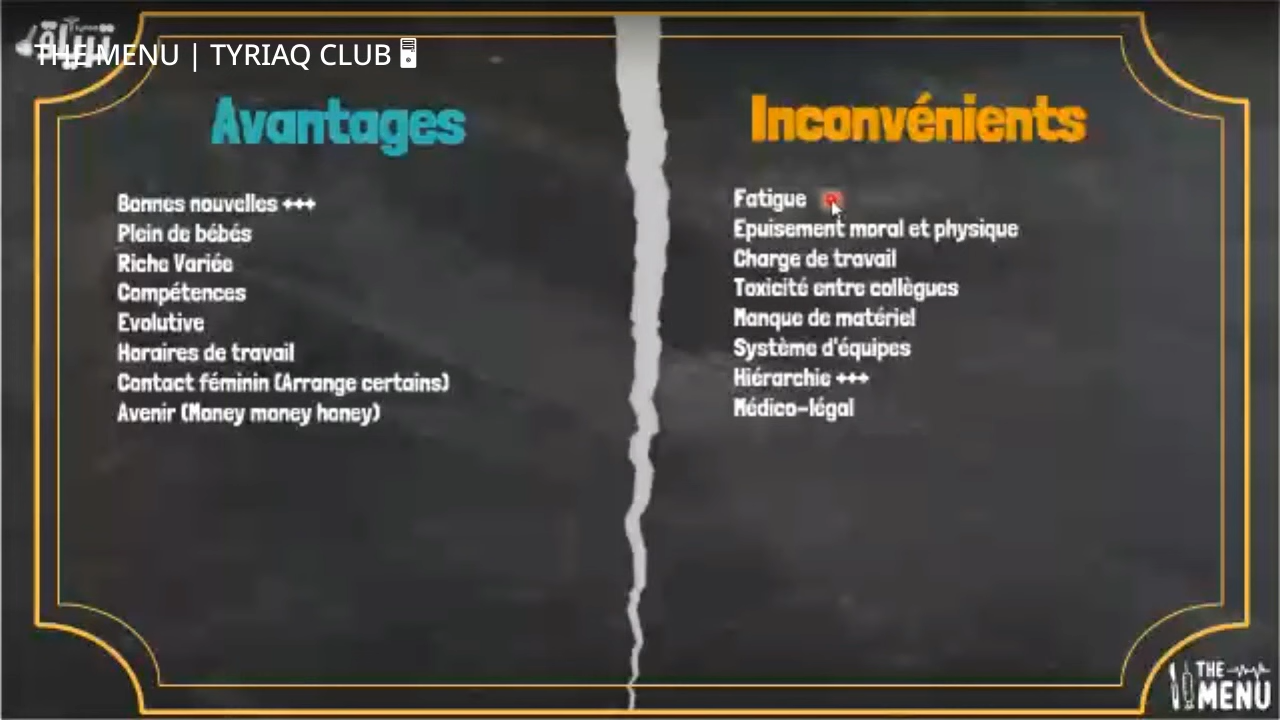 THE MENU | TYRIAQ CLUB
Avantages
Bonnes nouvelles +++
Plein de bébés
Riche Variée
Compétences
Evolutive
Horaires de travail
Contact féminin (Arrange certains)
Avenir (Money money honey)
Inconvénients
Fatigue
Epuisement moral et physique
Charge de travail
Toxicité entre collègues
Manque de matériel
Système d'équipes
Hiérarchie +++
Médico-légal
THE
MENU